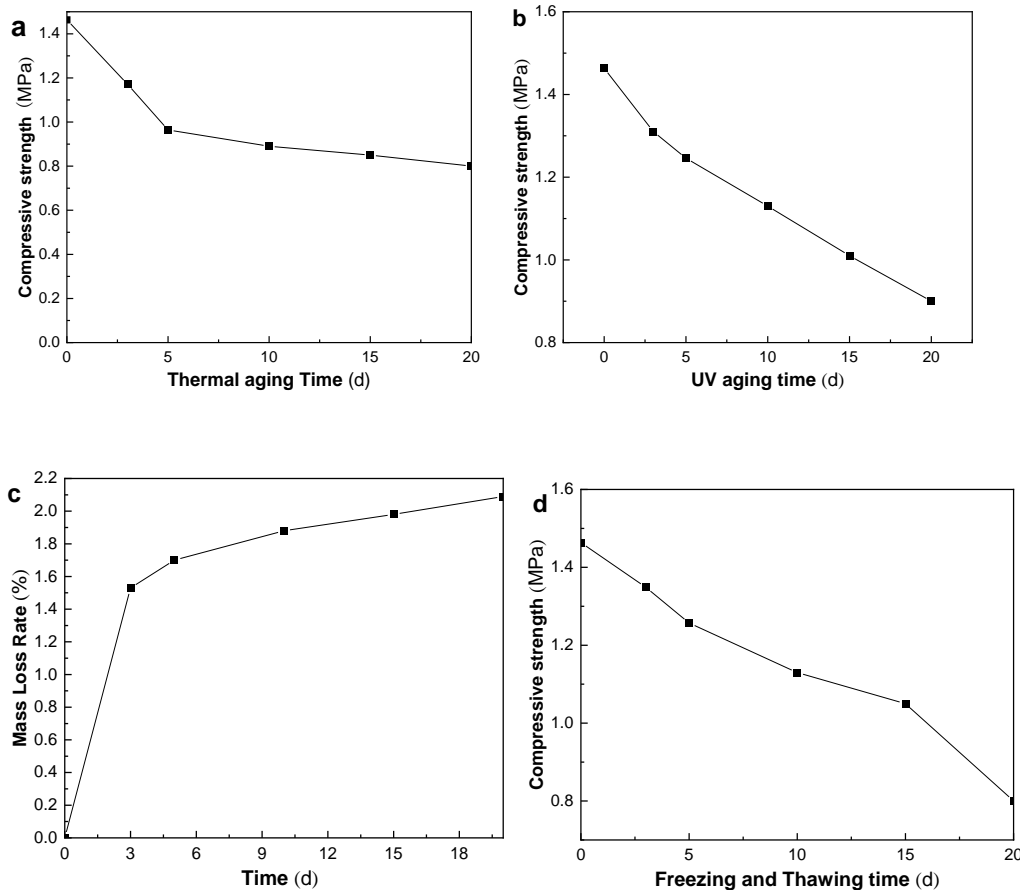 a
Compressive strength (MPa)
1.4
1.2
1.0
0.8
0.6
0.4
0.2
0.0
0 5 10 15 20
Thermal aging Time (d)
b
Compressive strength (MPa)
1.6
1.4
1.2
1.0
0.8
0 5 10 15 20
UV aging time (d)
c
Mass Loss Rate (%)
2.2
2.0
1.8
1.6
1.4
1.2
1.0
0.8
0.6
0.4
0.2
0.0
0 3 6 9 12 15 18
Time (d)
d
Compressive strength (MPa)
1.6
1.4
1.2
1.0
0.8
0 5 10 15 20
Freezing and Thawing time (d)